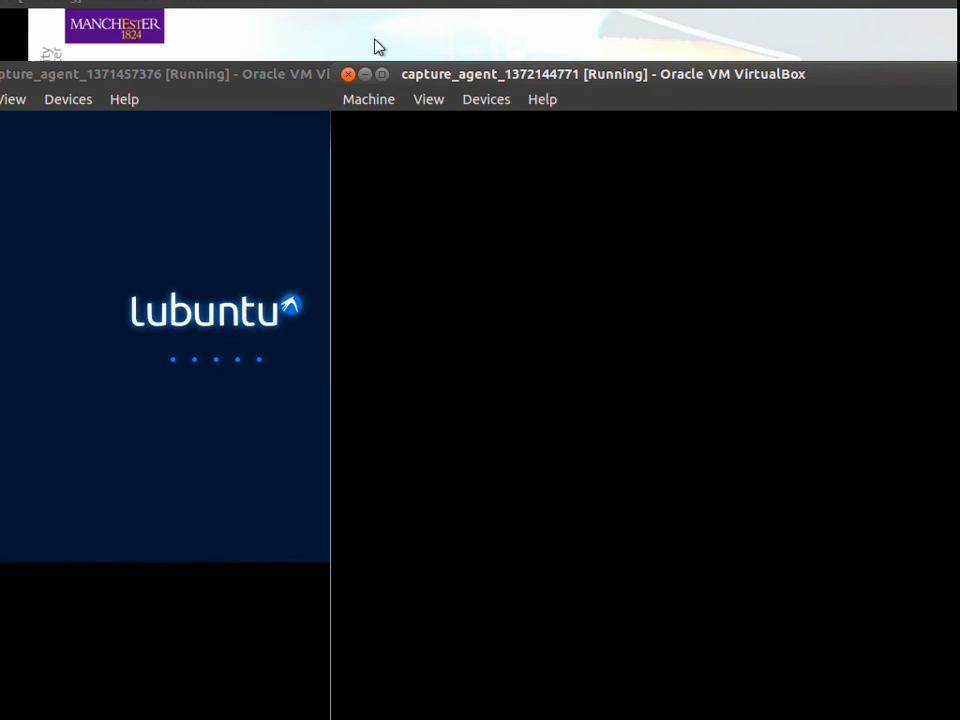 MANCHESTER
1824
pture_agent_1371457376 [Running] - Oracle VM Vi
capture_agent_1372144771 [Running] - Oracle VM VirtualBox
View Devices Help
Machine View Devices Help
lubuntu